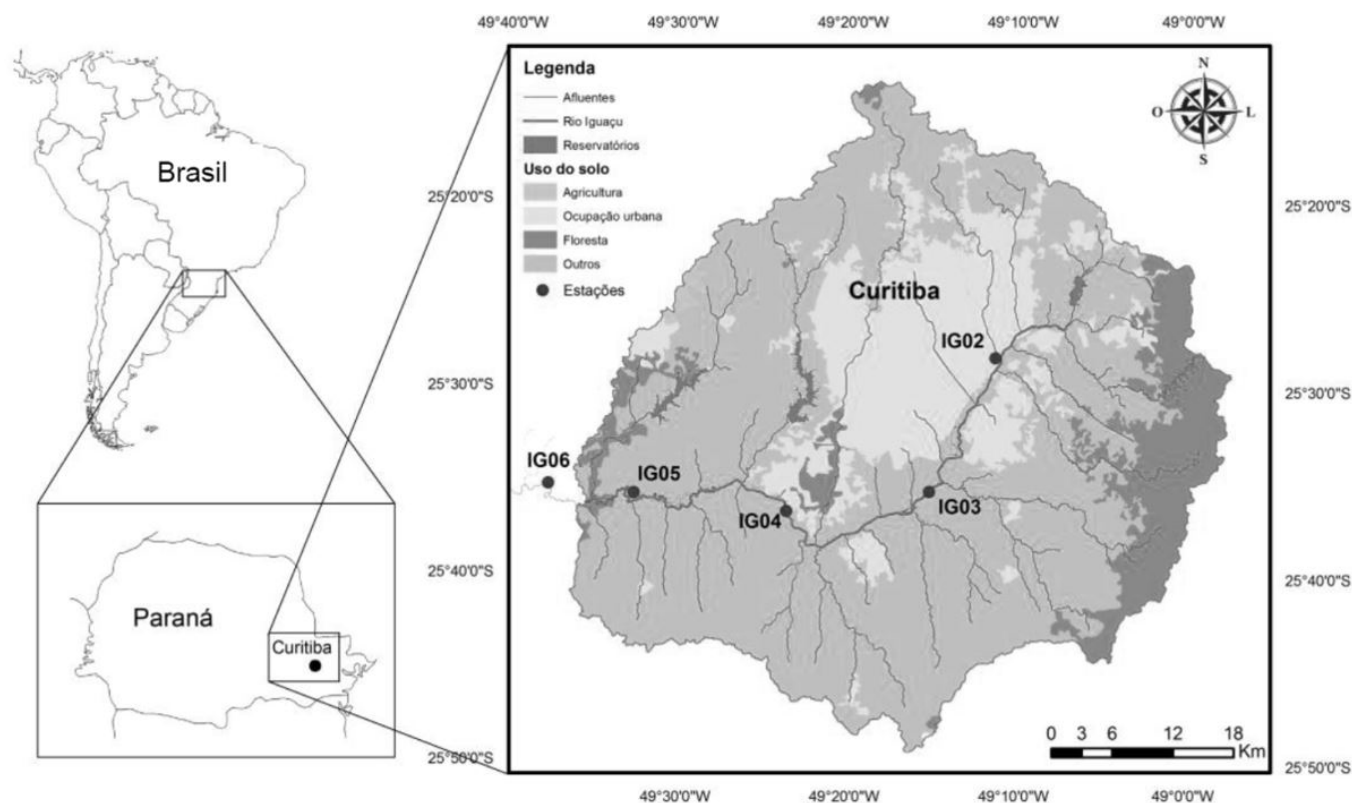 49°40'0"W 49°30'0"W 49°20'0"W 49°10'0"W 49°00'0"W
Brasil
Paraná
Curitiba
Legenda
Afluentes
Rio Iguaçu
Reservatórios
Uso do solo
Agricultura
Ocupação urbana
Floresta
Outros
Estações
N
O L
S
25°20'0"S 25°20'0"S
Curitiba
IG02
25°30'0"S 25°30'0"S
IG06
IG05
IG04
IG03
25°40'0"S 25°40'0"S
0 3 6 12 18
Km
25°50'0"S 25°50'0"S
49°30'0"W 49°20'0"W 49°10'0"W 49°00'0"W